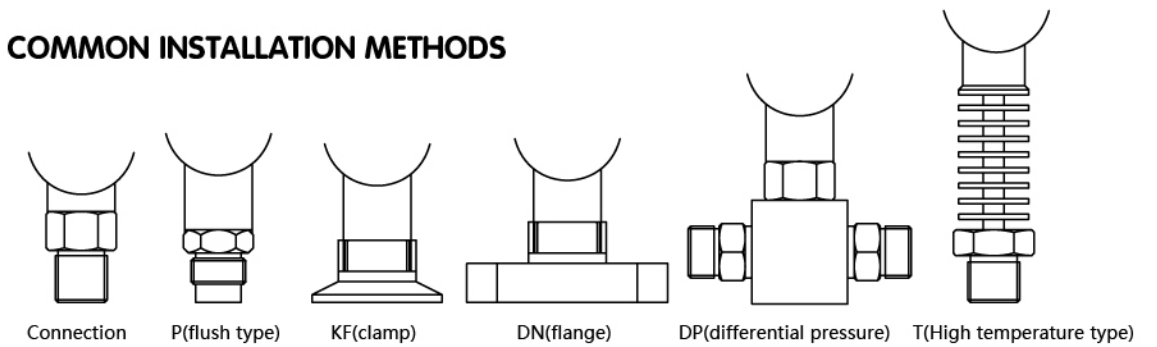 COMMON INSTALLATION METHODS
Connection
P(flush type)
KF(clamp)
DN(flange)
DP(differential pressure)
T(High temperature type)